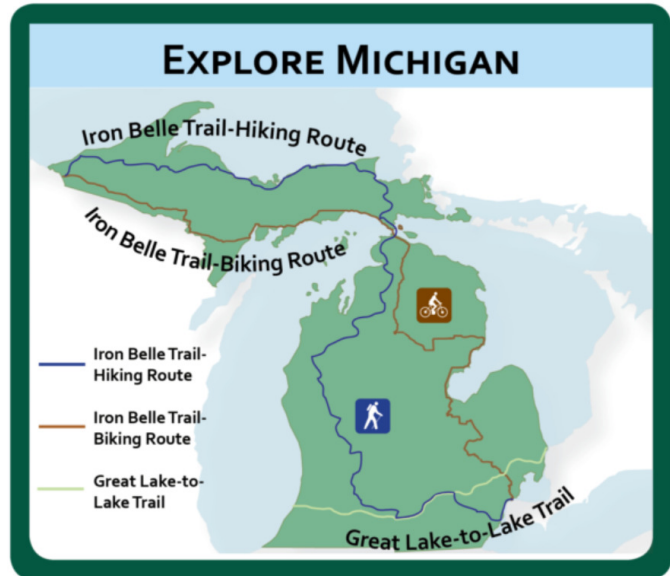 EXPLORE MICHIGAN
Iron Belle Trail-Hiking Route
Iron Belle Trail-Biking Route
Iron Belle Trail-
Hiking Route
Iron Belle Trail-
Biking Route
Great Lake-to-
Lake Trail
Great Lake-to-Lake Trail